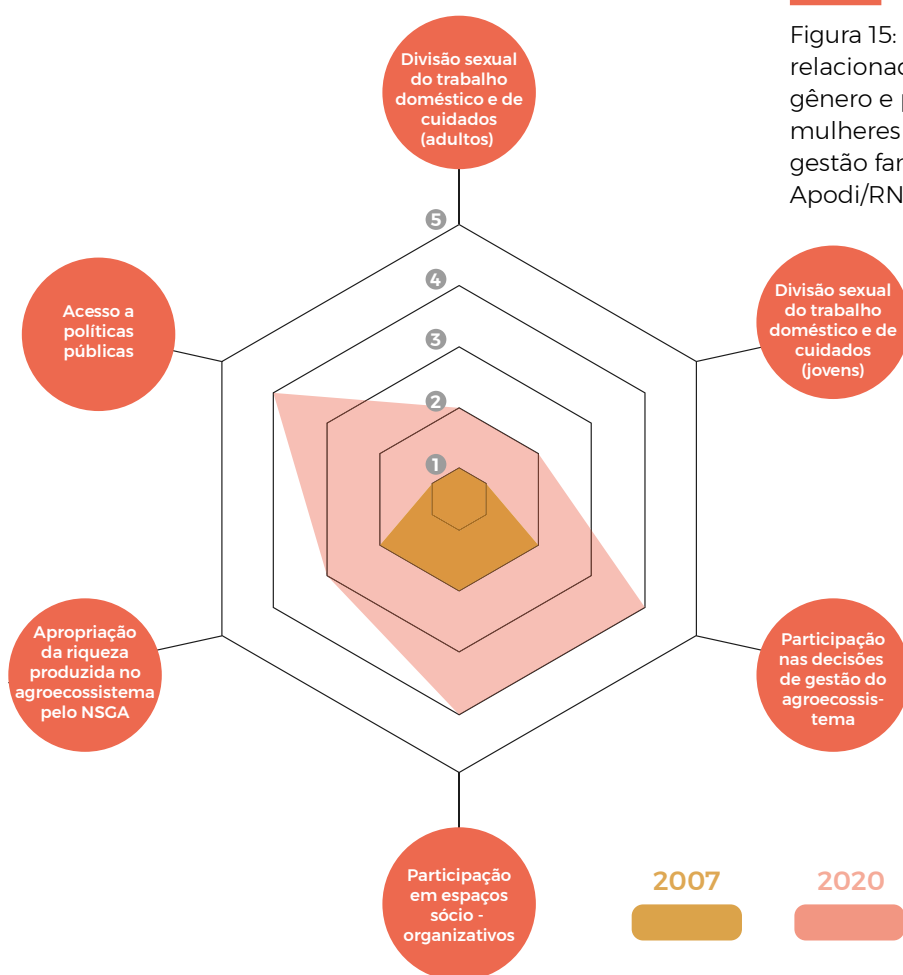 Figura 15:
gênero e
mulheres
gestão
Apodi/RN
Divisão sexual
do trabalho
doméstico e de
cuidados
(adultos)
Divisão sexual
do trabalho
doméstico e de
cuidados
(jovens)
Participação
nas decisões
de gestão do
agroecossis-
tema
Participação
em espaços
sócio -
organizativos
Apropriação
da riqueza
produzida no
agroecossistema
pelo NSGA
Acesso a
políticas
públicas
5
4
3
2
1
2007
2020